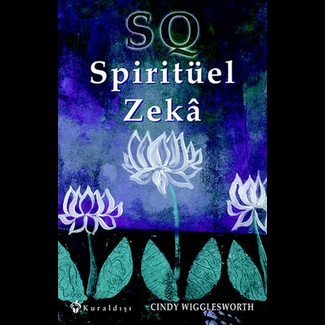 SQ
Spiritüel
Zekâ
Kuraldışı
CINDY WIGGLESWORTH